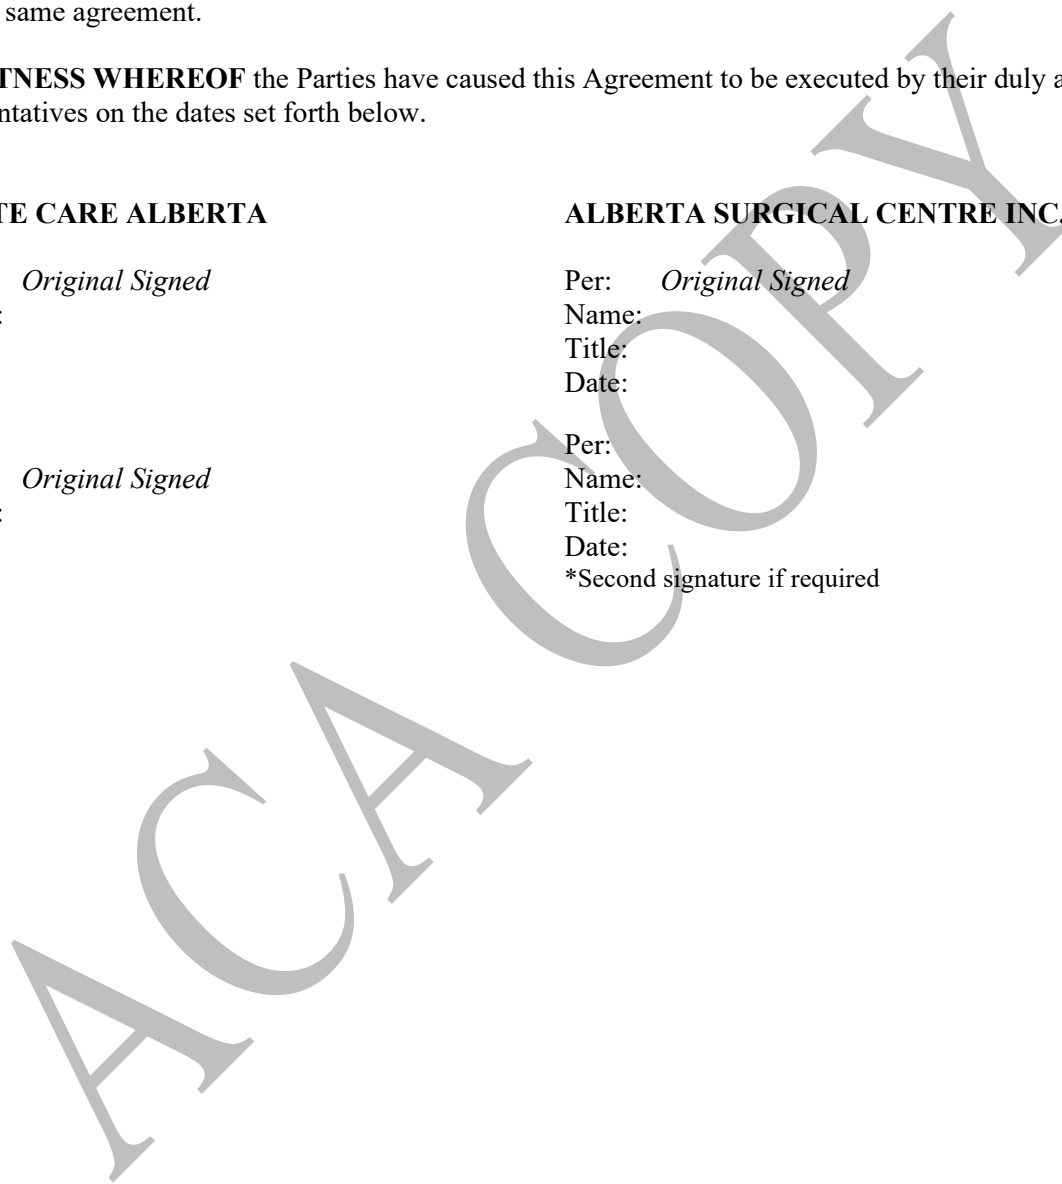 same agreement.
TNESS WHEREOF the Parties have caused this Agreement to be executed by their duly a
ntatives on the dates set forth below.
TE CARE ALBERTA
Original Signed
:
Original Signed
:
ALBERTA SURGICAL CENTRE INC.
Per: Original Signed
Name:
Title:
Date:
Per:
Name:
Title:
Date:
*Second signature if required
ACA COPY